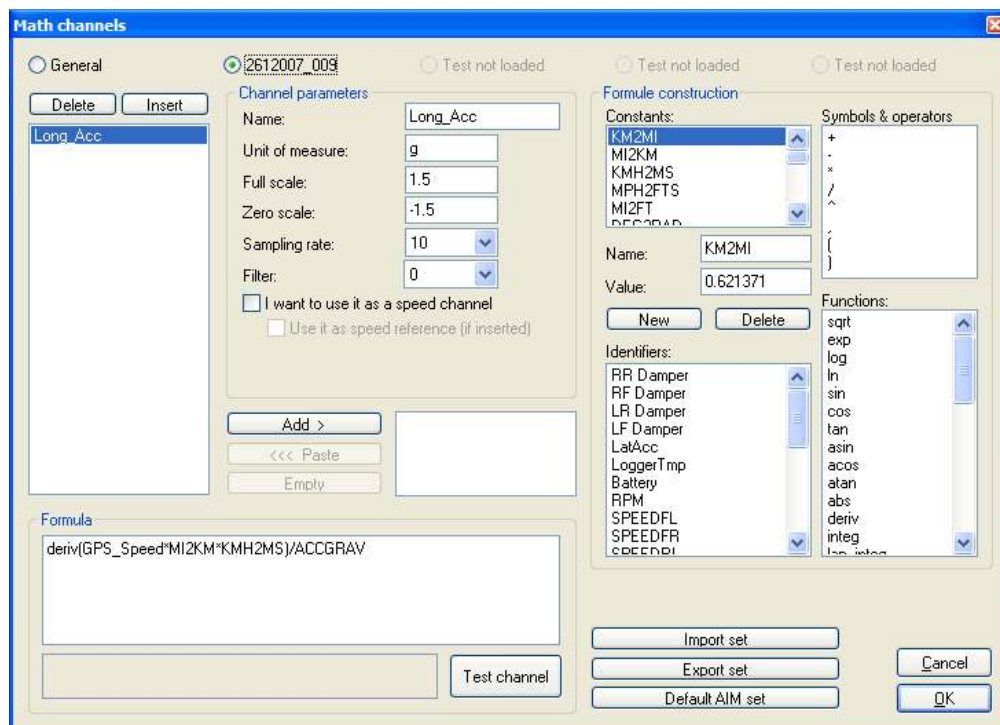 Math channels
General
2612007_009
Test not loaded
Test not loaded
Test not loaded
Delete
Insert
Long_Acc
Channel parameters
Name:
Long_Acc
Unit of measure:
g
Full scale:
1.5
Zero scale:
-1.5
Sampling rate:
10
Filter:
0
I want to use it as a speed channel
Use it as speed reference (if inserted)
Add >
<<< Paste
Empty
Formula
deriv(GPS_Speed*MI2KM*KMH2MS)/ACCGRAV
Test channel
Formule construction
Constants:
KM2MI
MI2KM
KMH2MS
MPH2FTS
MI2FT
DEG2RAD
Name:
KM2MI
Value:
0.621371
New
Delete
Identifiers:
RR Damper
RF Damper
LR Damper
LF Damper
LatAcc
LoggerTmp
Battery
RPM
SPEEDFL
SPEEDFR
SPEEDRL
Symbols & operators
+
-
*
/
^
,
(
)
Functions:
sqrt
exp
log
ln
sin
cos
tan
asin
acos
atan
abs
deriv
integ
lap_integ
Import set
Export set
Default AIM set
Cancel
OK